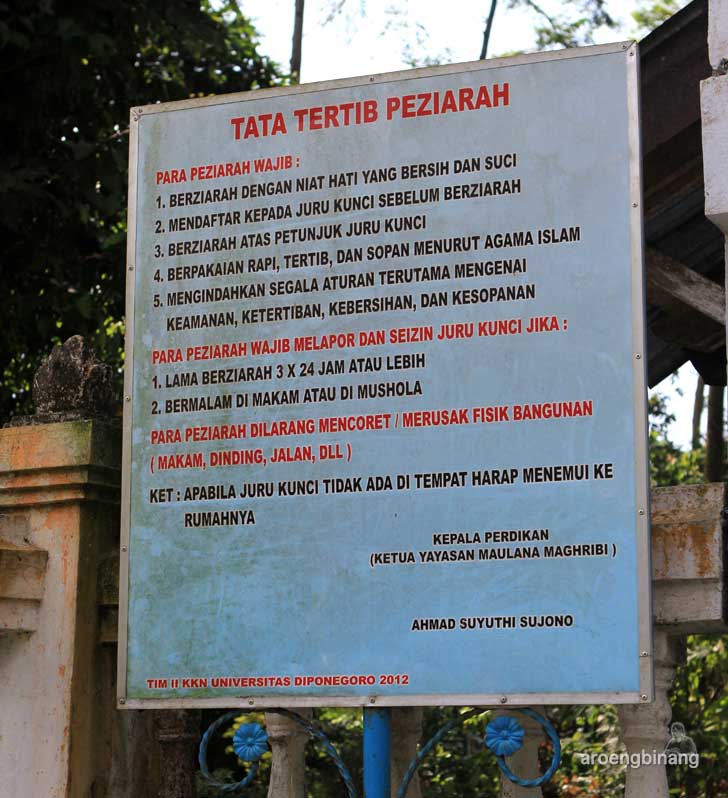 TATA TERTIB PEZIARAH
PARA PEZIARAH WAJIB :
1. BERZIARAH DENGAN NIAT HATI YANG BERSIH DAN SUCI
2. MENDAFTAR KEPADA JURU KUNCI SEBELUM BERZIARAH
3. BERZIARAH ATAS PETUNJUK JURU KUNCI
4. BERPAKAIAN RAPI, TERTIB, DAN SOPAN MENURUT AGAMA ISLAM
5. MENGINDAHKAN SEGALA ATURAN TERUTAMA MENGENAI
KEAMANAN, KETERTIBAN, KEBERSIHAN, DAN KESOPANAN
PARA PEZIARAH WAJIB MELAPOR DAN SEIZIN JURU KUNCI JIKA :
1. LAMA BERZIARAH 3 X 24 JAM ATAU LEBIH
2. BERMALAM DI MAKAM ATAU DI MUSHOLA
PARA PEZIARAH DILARANG MENCORET / MERUSAK FISIK BANGUNAN
( MAKAM, DINDING, JALAN, DLL )
KET : APABILA JURU KUNCI TIDAK ADA DI TEMPAT HARAP MENEMUI KE
RUMAHNYA
KEPALA PERDIKAN
(KETUA YAYASAN MAULANA MAGHRIBI )
AHMAD SUYUTHI SUJONO
TIM II KKN UNIVERSITAS DIPONEGORO 2012
aroengbinang